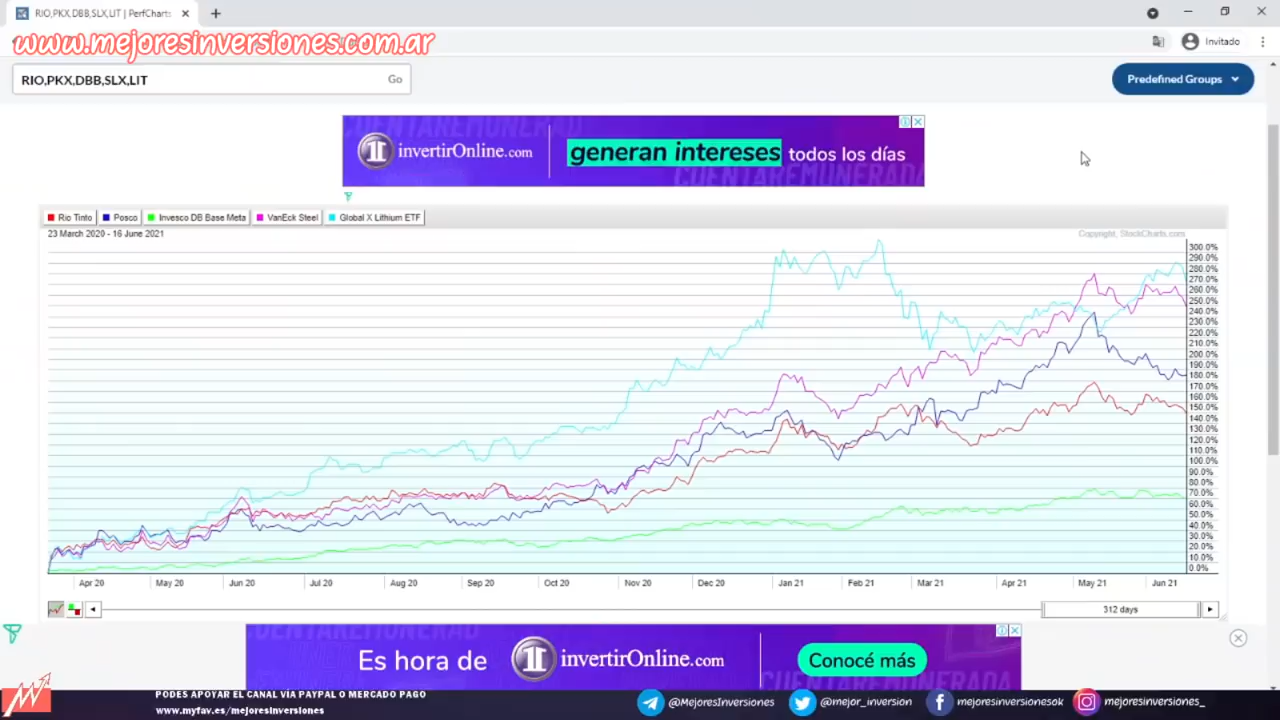 RIO,PKX,DBB,SLX,LIT | PerfCharts
www.mejoresinversiones.com.ar
Invitado
RIO,PKX,DBB,SLX,LIT
Go
Predefined Groups
invertirOnline.com
generan intereses todos los días
CUENTAREMUNERADA
Rio Tinto
Posco
Invesco DB Base Meta
VanEck Steel
Global X Lithium ETF
23 March 2020 - 16 June 2021
Copyright, StockCharts.com
300.0%
290.0%
280.0%
270.0%
260.0%
250.0%
240.0%
230.0%
220.0%
210.0%
200.0%
190.0%
180.0%
170.0%
160.0%
150.0%
140.0%
130.0%
120.0%
110.0%
100.0%
90.0%
80.0%
70.0%
60.0%
50.0%
40.0%
30.0%
20.0%
10.0%
0.0%
Apr 20
May 20
Jun 20
Jul 20
Aug 20
Sep 20
Oct 20
Nov 20
Dec 20
Jan 21
Feb 21
Mar 21
Apr 21
May 21
Jun 21
312 days
CUENTAREMUNERAD
Es hora de
invertirOnline.com
Conocé más
PODES APOYAR EL CANAL VÍA PAYPAL O MERCADO PAGO
www.myfav.es/mejoresinversiones
@MejoresInversiones
@mejor_inversion
mejoresinversionesok
mejoresinversiones_